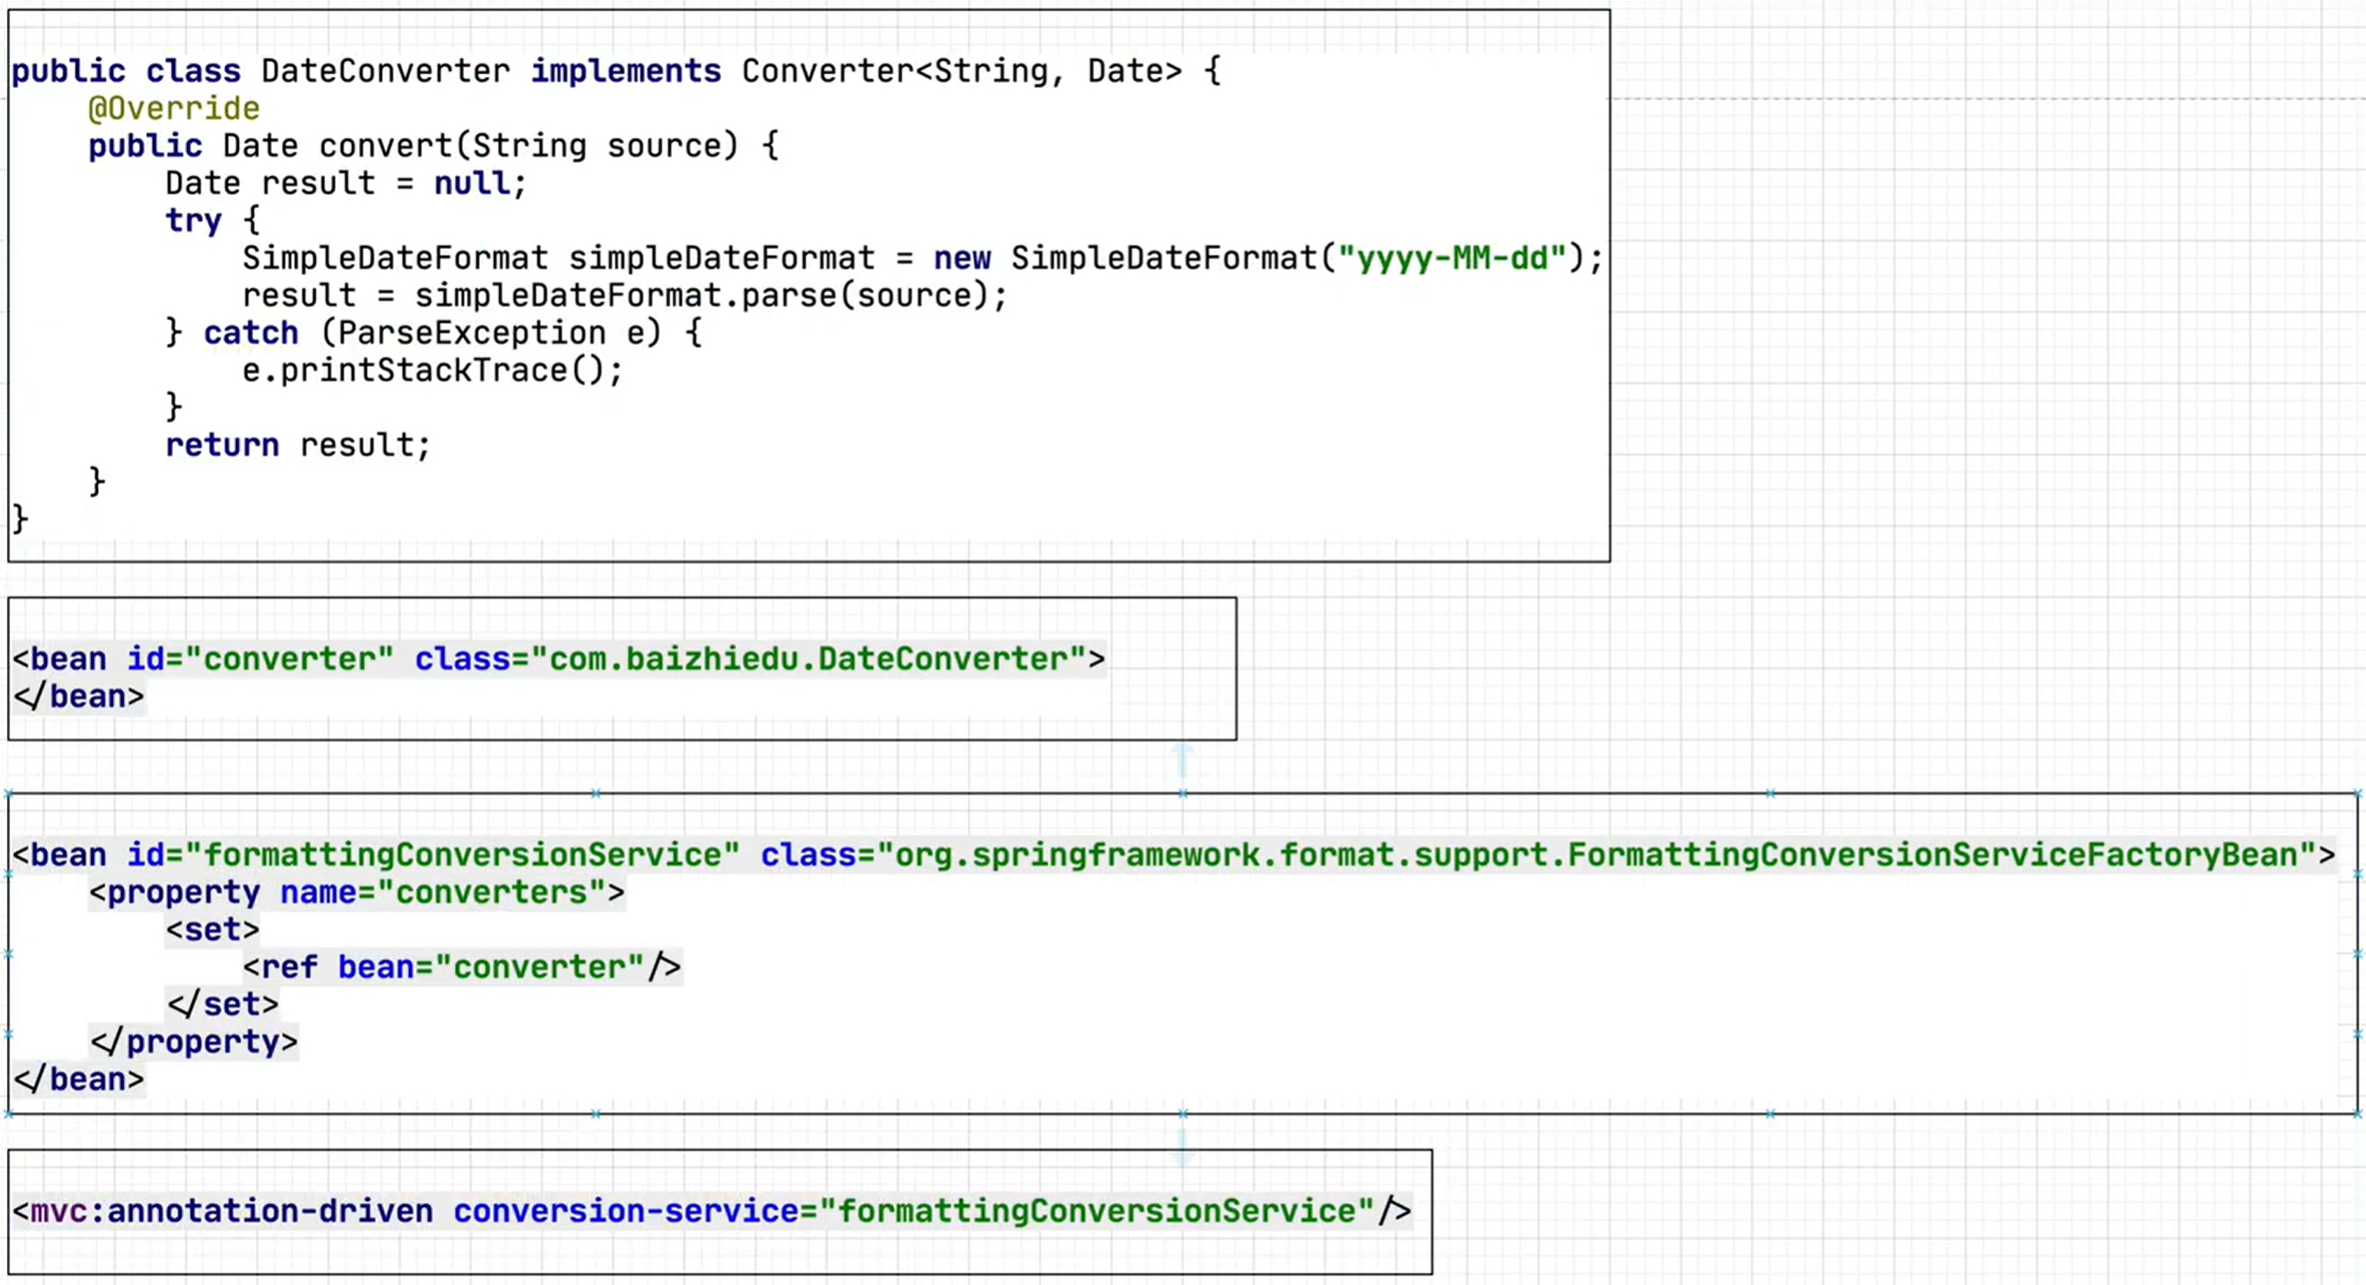 public class DateConverter implements Converter<String, Date> {
    @Override
    public Date convert(String source) {
        Date result = null;
        try {
            SimpleDateFormat simpleDateFormat = new SimpleDateFormat("yyyy-MM-dd");
            result = simpleDateFormat.parse(source);
        } catch (ParseException e) {
            e.printStackTrace();
        }
        return result;
    }
}
<bean id="converter" class="com.baizhiedu.DateConverter">
</bean>
<bean id="formattingConversionService" class="org.springframework.format.support.FormattingConversionServiceFactoryBean">
    <property name="converters">
        <set>
            <ref bean="converter"/>
        </set>
    </property>
</bean>
<mvc:annotation-driven conversion-service="formattingConversionService"/>